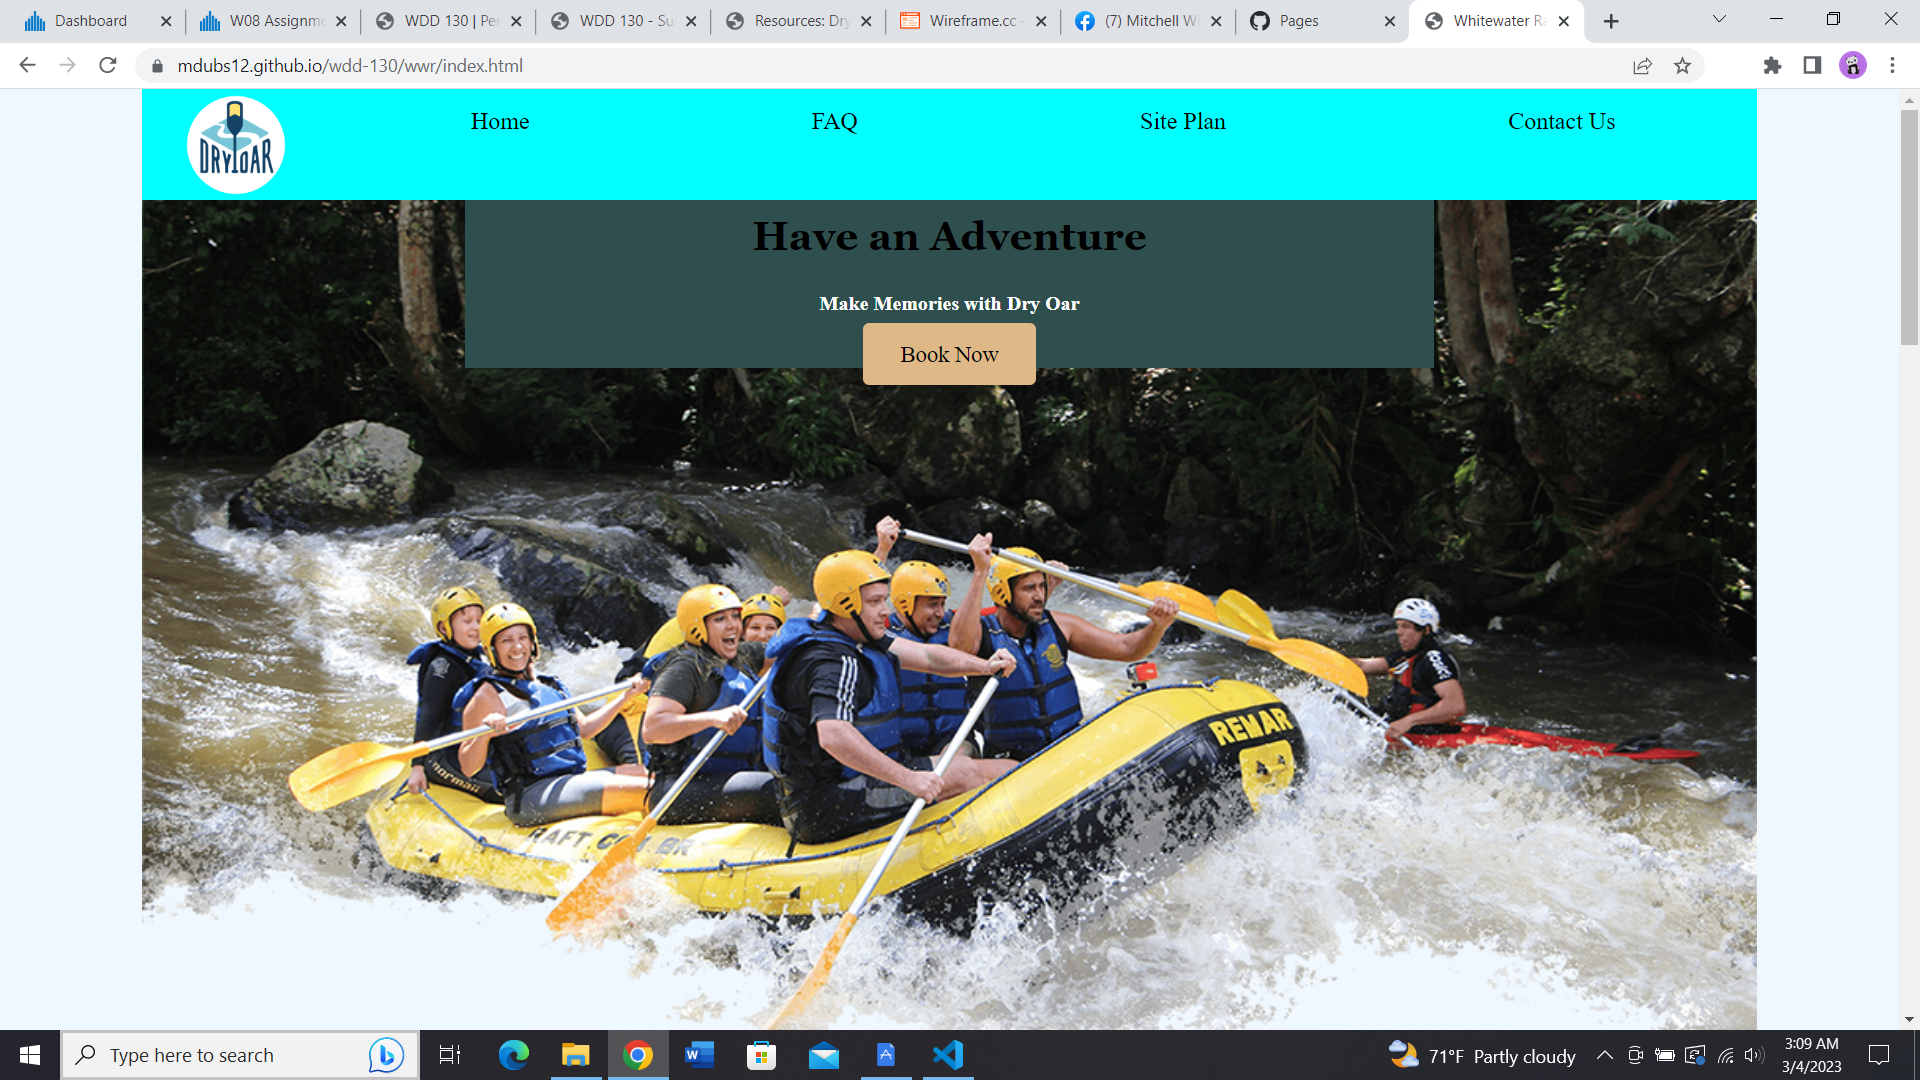 Dashboard
W08 Assignme
WDD 130 | Per
WDD 130 - Su
Resources: Dry
Wireframe.cc -
(7) Mitchell Wi
Pages
Whitewater Ra
mdubs12.github.io/wdd-130/wwr/index.html
DRY OAR
Home
FAQ
Site Plan
Contact Us
Have an Adventure
Make Memories with Dry Oar
Book Now
REMAR
RAFT.COM.BR
Type here to search
71°F Partly cloudy
3:09 AM
3/4/2023